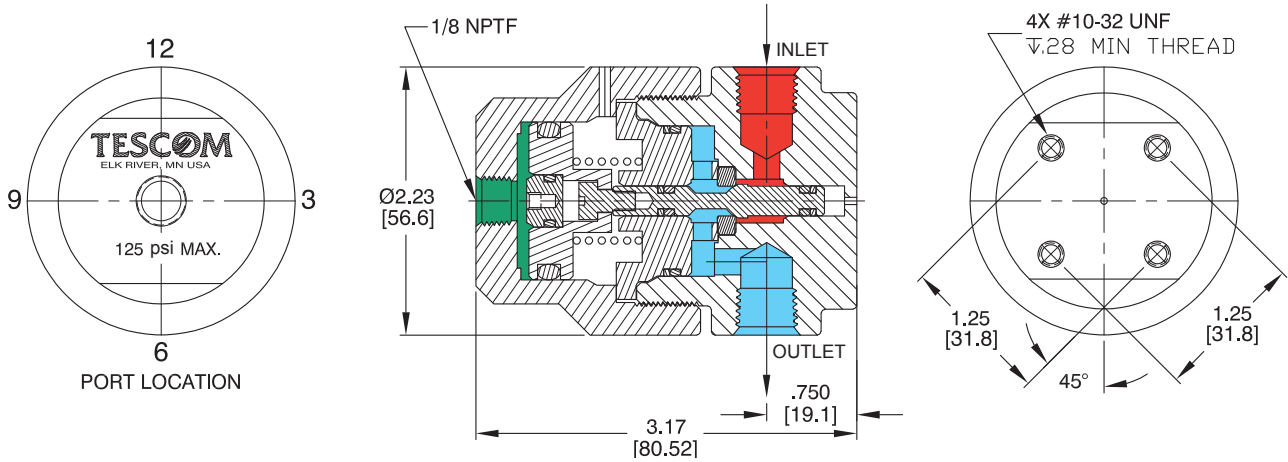 12
TESCOM
ELK RIVER, MN USA
9
3
125 psi MAX.
6
PORT LOCATION
1/8 NPTF
INLET
Ø2.23
[56.6]
OUTLET
.750
[19.1]
3.17
[80.52]
4X #10-32 UNF
↧.28 MIN THREAD
1.25
[31.8]
45°
1.25
[31.8]